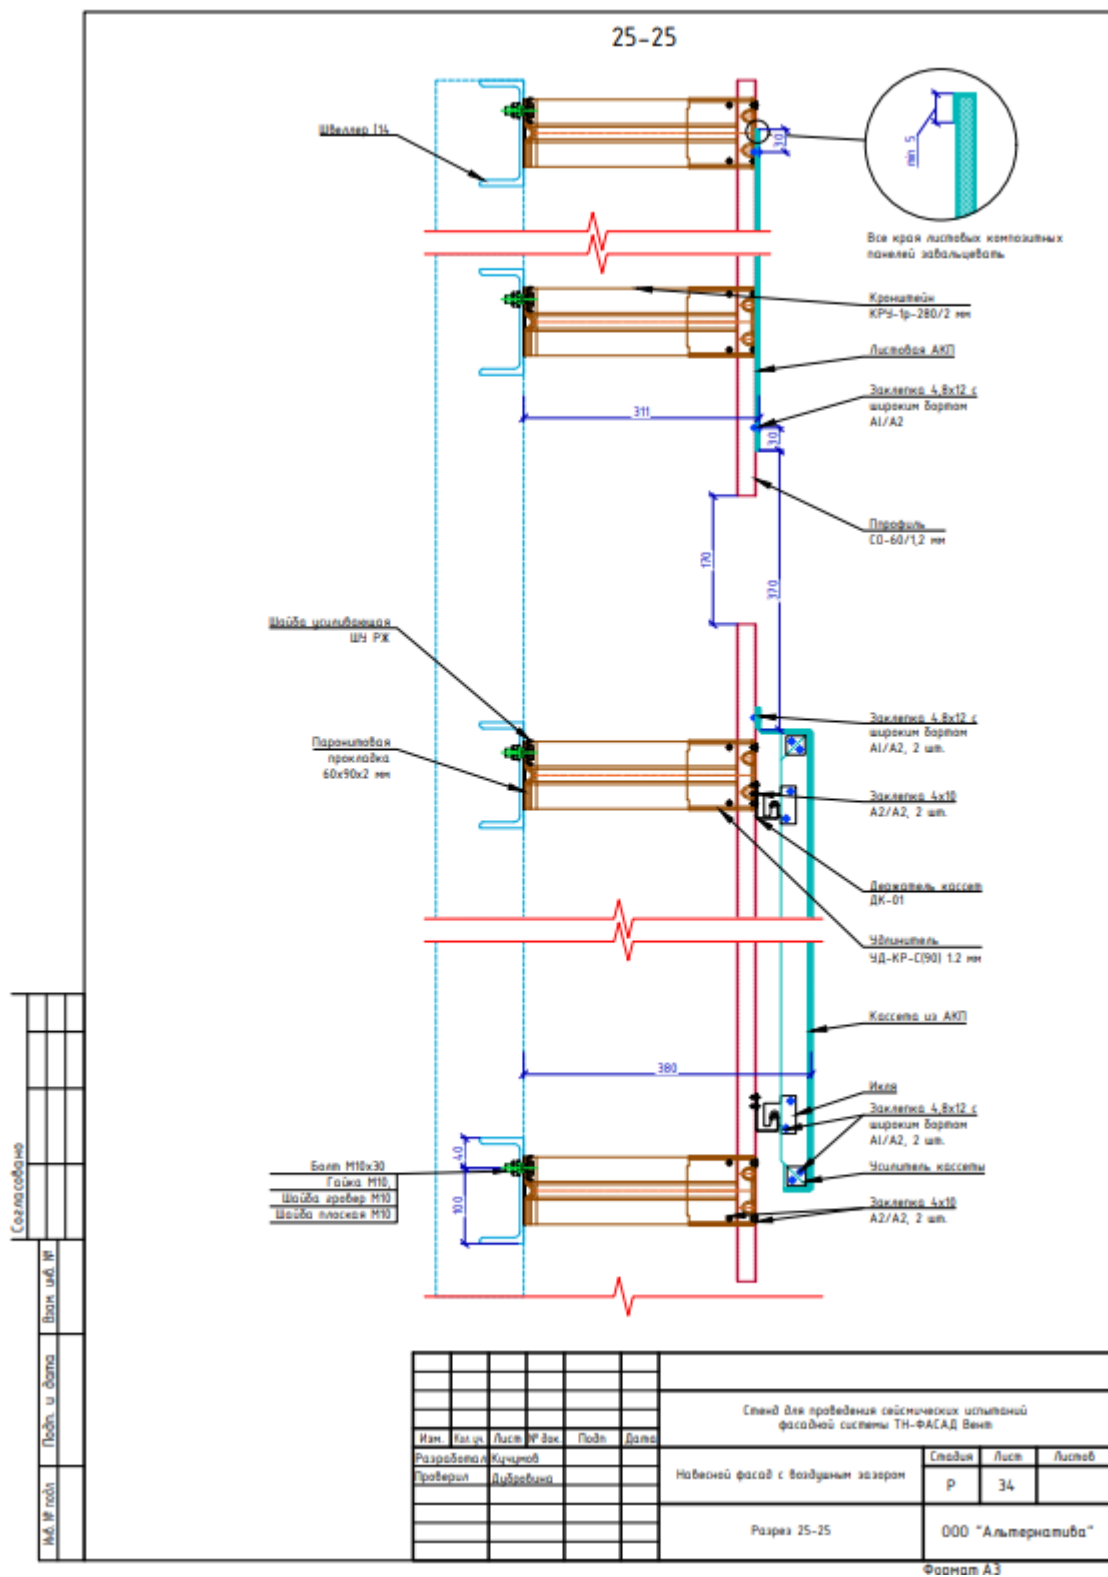 25-25
Швеллер [14
30
min 5
Все края листовых композитных
панелей завальцевать
Кронштейн
КРУ-1р-280/2 мм
Листовая АКП
Заклепка 4,8х12 с
широким бортом
Al/A2
311
30
Ппрофиль
СО-60/1,2 мм
170
370
Шайба усиливающая
ШУ РЖ
Паронитовая
прокладка
60х90х2 мм
Заклепка 4.8х12 с
широким бортом
Al/A2, 2 шт.
Заклепка 4х10
А2/А2, 2 шт.
Держатель кассет
ДК-01
Удлинитель
УД-КР-С(90) 1.2 мм
Кассета из АКП
380
Икля
Заклепка 4,8х12 с
широким бортом
Al/A2, 2 шт.
Усилитель кассеты
Заклепка 4х10
А2/А2, 2 шт.
40
100
Болт М10х30
Гайка М10,
Шайба гровер М10
Шайба плоская М10
Согласовано
Взам. инв. №
Подп. и дата
Инв. № подл
Стенд для проведения сейсмических испытаний
фасадной системы ТН-ФАСАД Вент
Изм. Кол.уч. Лист № док. Подп Дата
Разработал Кучумов
Проверил Дубровина
Навесной фасад с воздушным зазором
Стадия Лист Листов
Р 34
Разрез 25-25
ООО "Альтернатива"
Формат А3